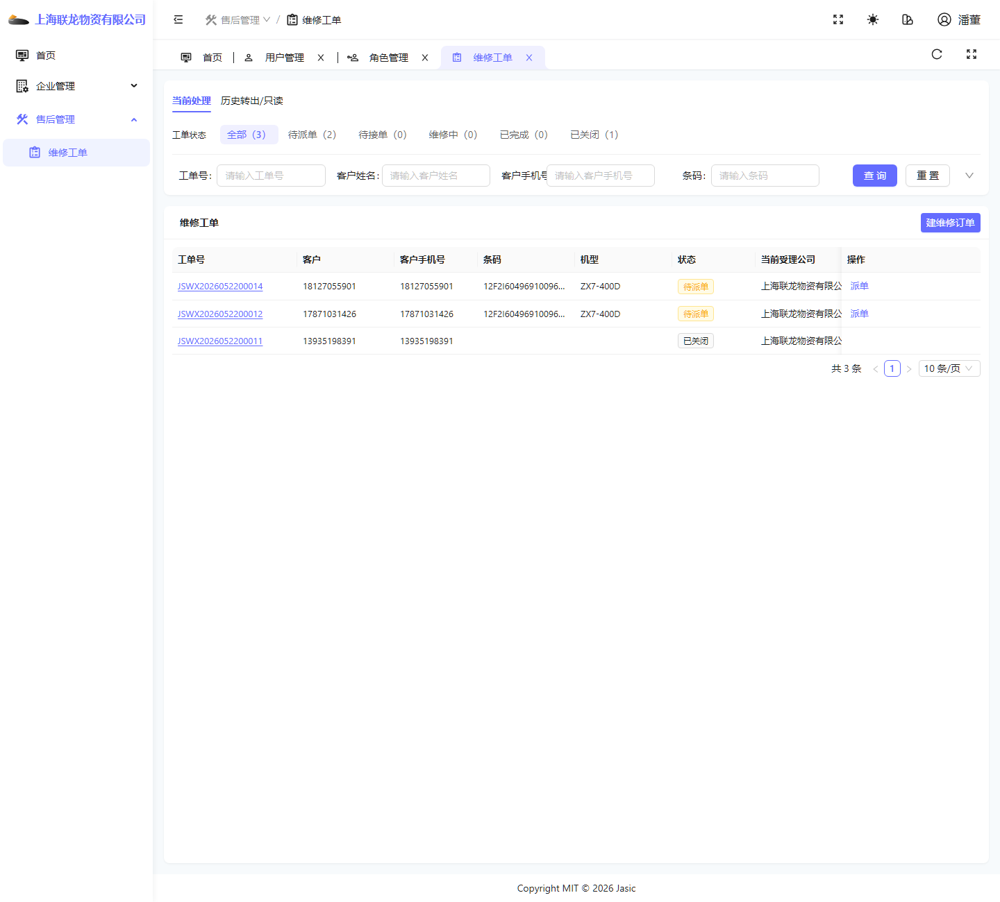 上海联龙物资有限公司
首页
企业管理
售后管理
维修工单
售后管理 / 维修工单
潘董
首页 用户管理 X 角色管理 X 维修工单 X
当前处理 历史转出/只读
工单状态 全部（3） 待派单（2） 待接单（0） 维修中（0） 已完成（0） 已关闭（1）
工单号: 请输入工单号 客户姓名: 请输入客户姓名 客户手机号 请输入客户手机号 条码: 请输入条码 查 询 重 置
维修工单 建维修订单
工单号 客户 客户手机号 条码 机型 状态 当前受理公司 操作
JSWX2026052200014 18127055901 18127055901 12F2I60496910096... ZX7-400D 待派单 上海联龙物资有限公 派单
JSWX2026052200012 17871031426 17871031426 12F2I60496910096... ZX7-400D 待派单 上海联龙物资有限公 派单
JSWX2026052200011 13935198391 13935198391 已关闭 上海联龙物资有限公
共 3 条 < 1 > 10 条/页
Copyright MIT © 2026 Jasic